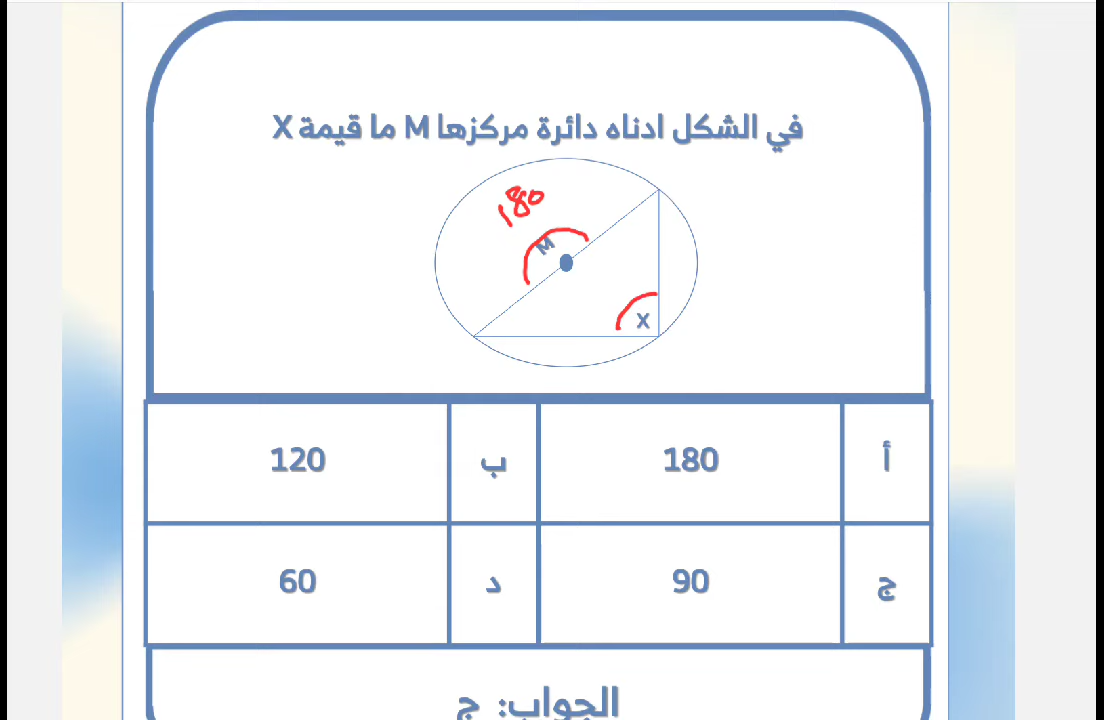 في الشكل ادناه دائرة مركزها M ما قيمة X
180
M
X
أ 180 ب 120
ج 90 د 60
الجواب: ج